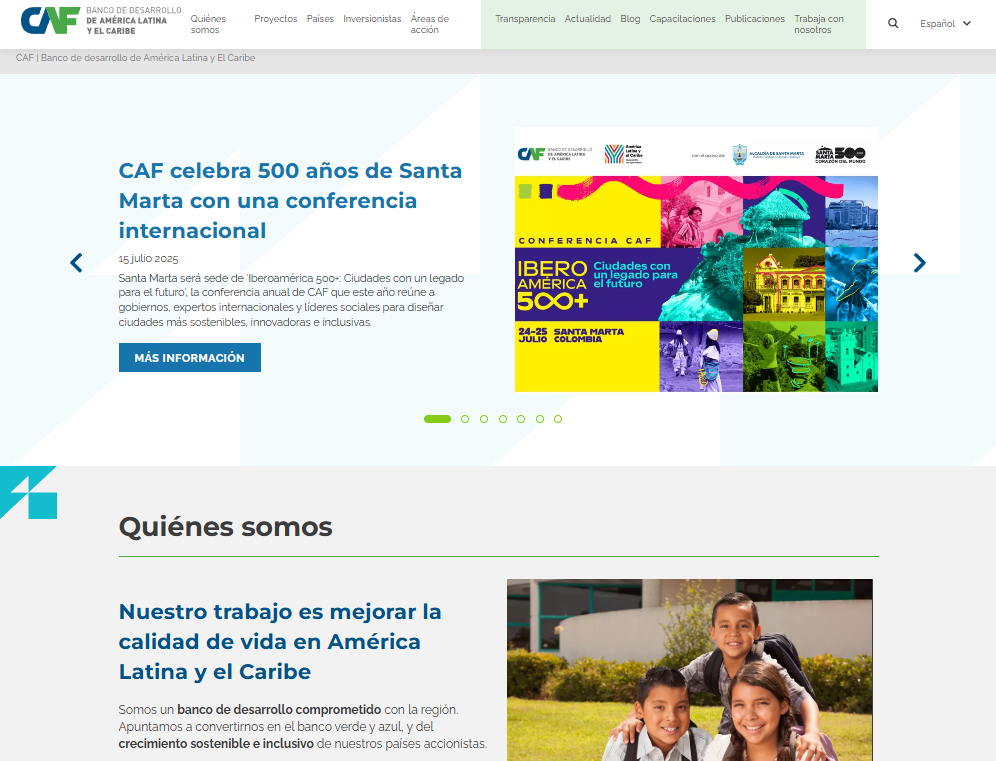 CAF BANCO DE DESARROLLO
DE AMÉRICA LATINA
Y EL CARIBE
Quiénes somos
Proyectos
Países
Inversionistas
Áreas de acción
Transparencia
Actualidad
Blog
Capacitaciones
Publicaciones
Trabaja con nosotros
Español
CAF | Banco de desarrollo de América Latina y El Caribe
CAF celebra 500 años de Santa
Marta con una conferencia
internacional
15 julio 2025
Santa Marta será sede de 'Iberoamérica 500+: Ciudades con un legado
para el futuro', la conferencia anual de CAF que este año reúne a
gobiernos, expertos internacionales y líderes sociales para diseñar
ciudades más sostenibles, innovadoras e inclusivas.
MÁS INFORMACIÓN
CAF BANCO DE DESARROLLO
DE AMÉRICA LATINA
Y EL CARIBE
América
Latina y
el Caribe
con el apoyo de:
ALCALDÍA DE SANTA MARTA
SANTA
MARTA 500
CORAZÓN DEL MUNDO
CONFERENCIA CAF
IBERO
AMÉRICA
500+
Ciudades con
un legado para
el futuro
24-25
JULIO
SANTA MARTA
COLOMBIA
Quiénes somos
Nuestro trabajo es mejorar la
calidad de vida en América
Latina y el Caribe
Somos un banco de desarrollo comprometido con la región.
Apuntamos a convertirnos en el banco verde y azul, y del
crecimiento sostenible e inclusivo de nuestros países accionistas.